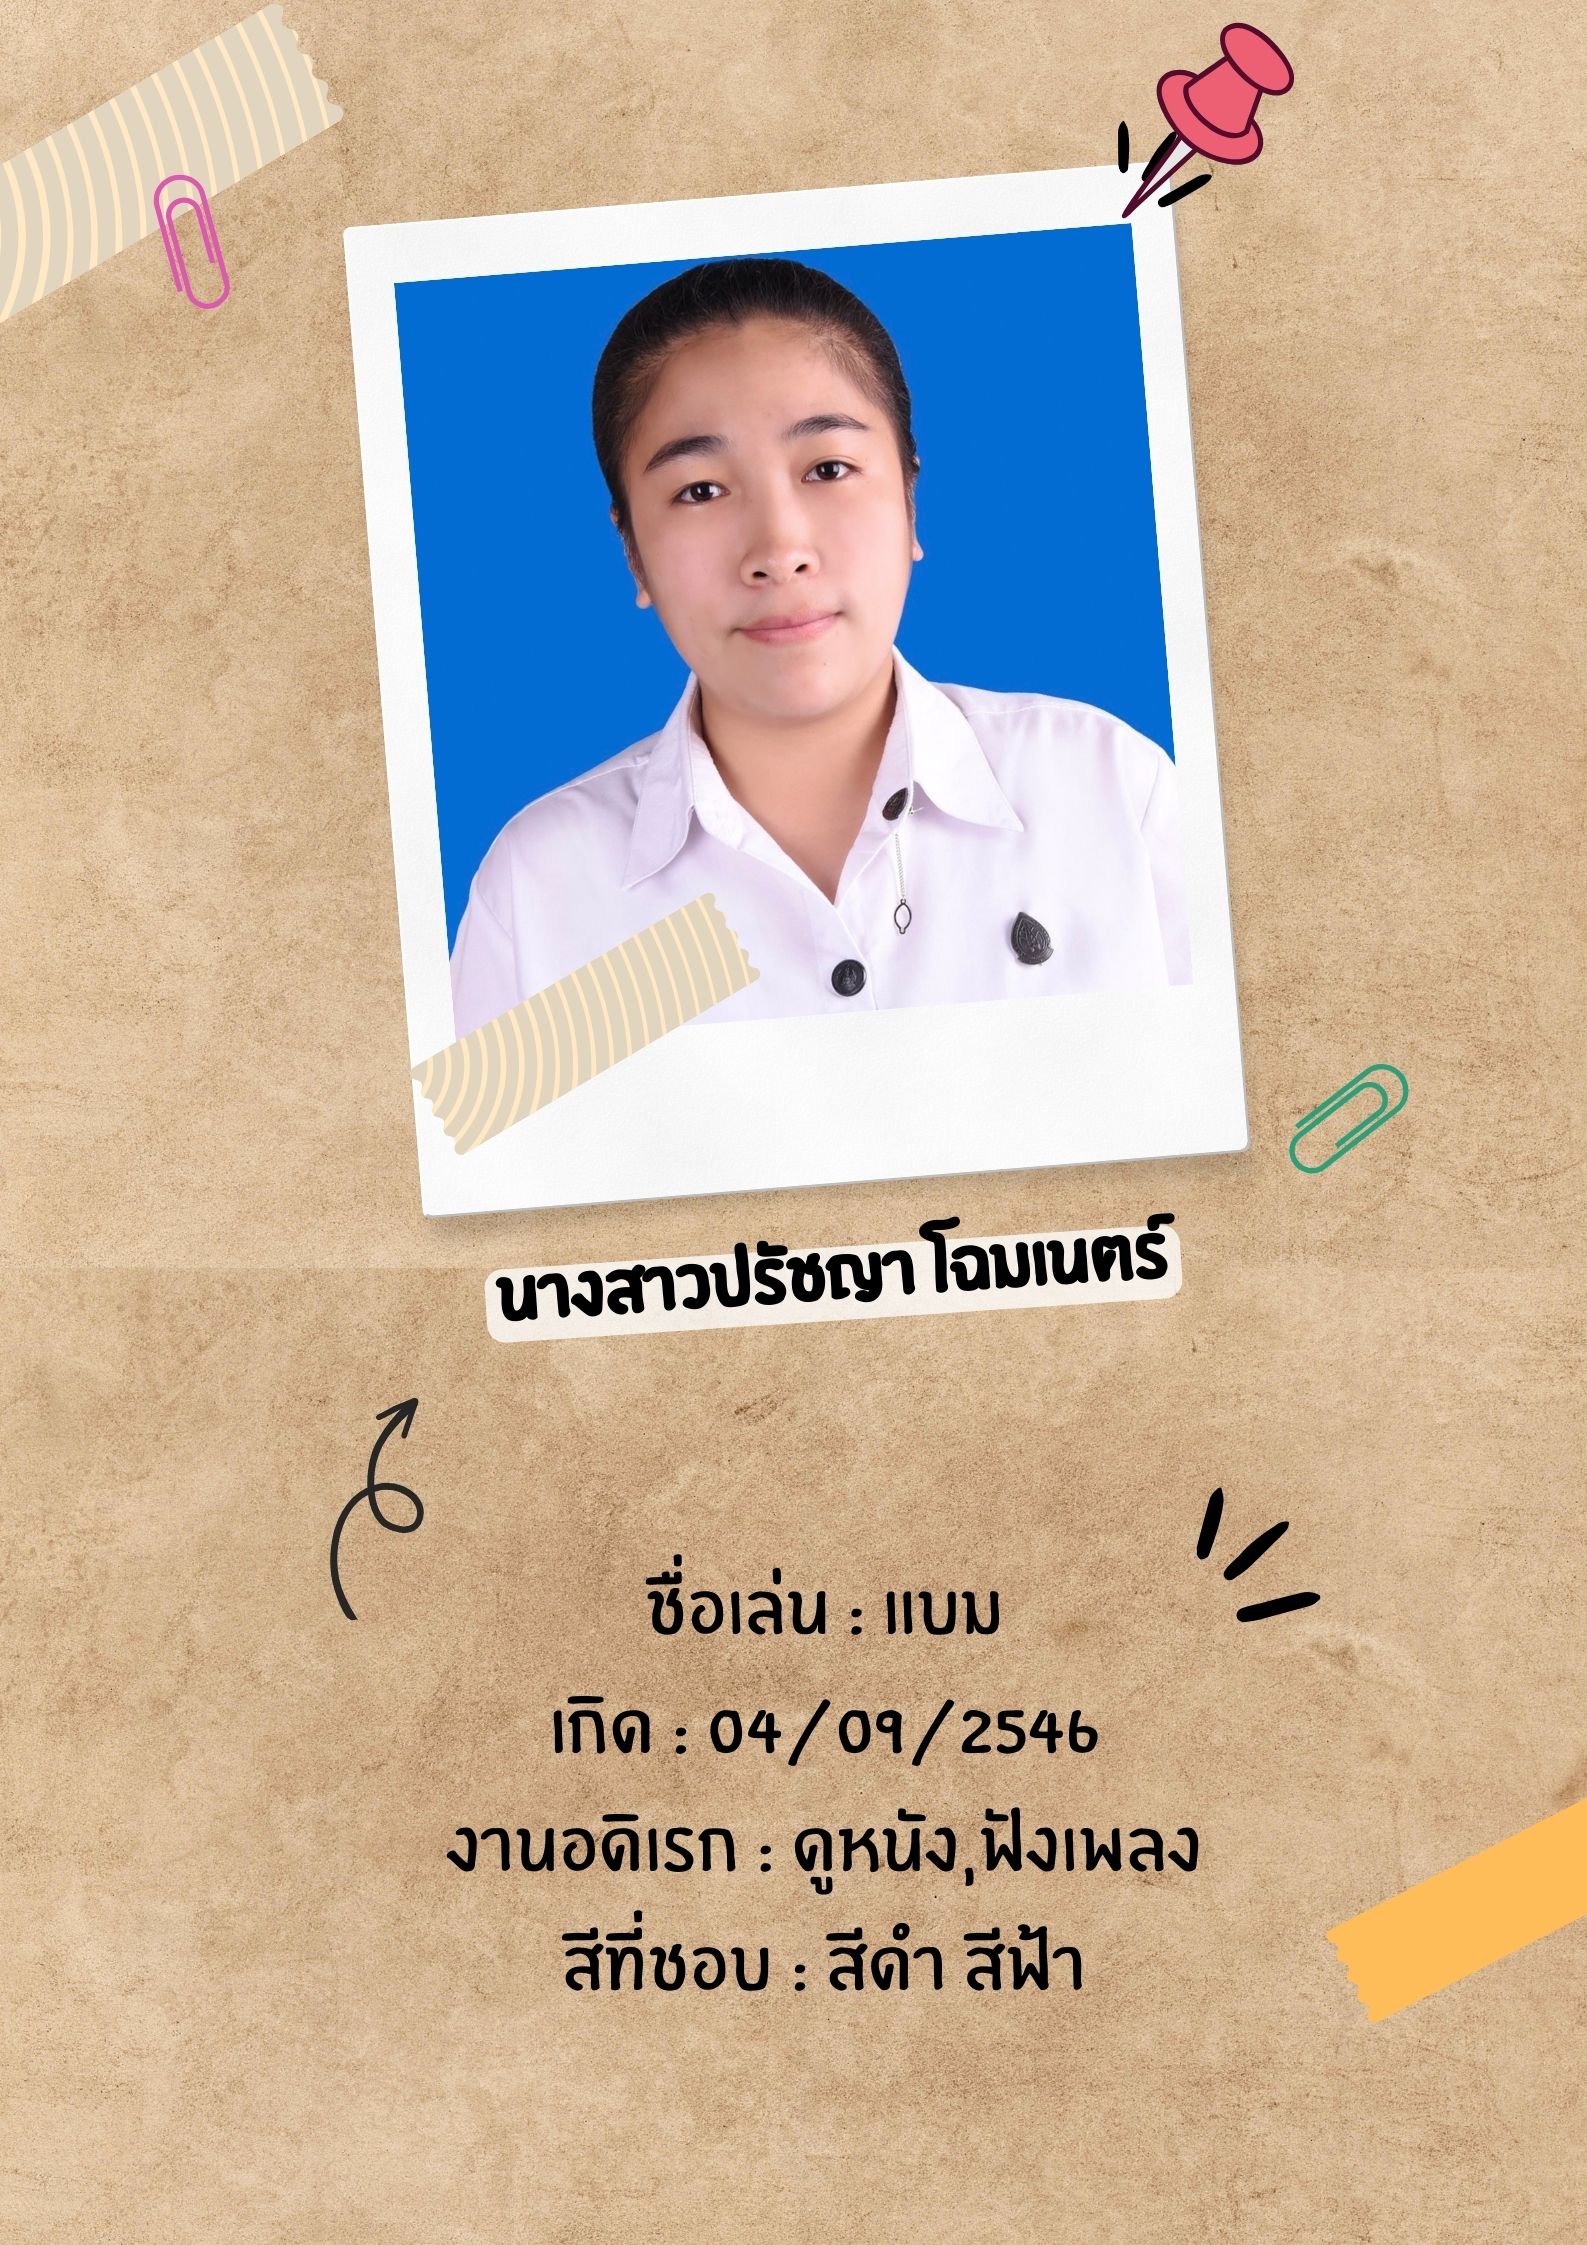 นางสาวปรัชญา โฉมเนตร์
ชื่อเล่น : แบม
เกิด : 04/09/2546
งานอดิเรก : ดูหนัง,ฟังเพลง
สีที่ชอบ : สีดำ สีฟ้า